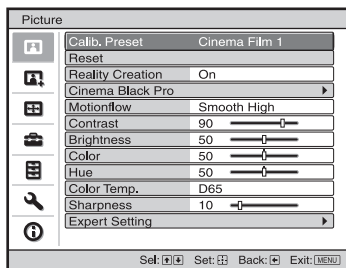 Picture
Calib. Preset Cinema Film 1
Reset
Reality Creation On
Cinema Black Pro
Motionflow Smooth High
Contrast 90
Brightness 50
Color 50
Hue 50
Color Temp. D65
Sharpness 10
Expert Setting
Sel: Set: Back: Exit: MENU